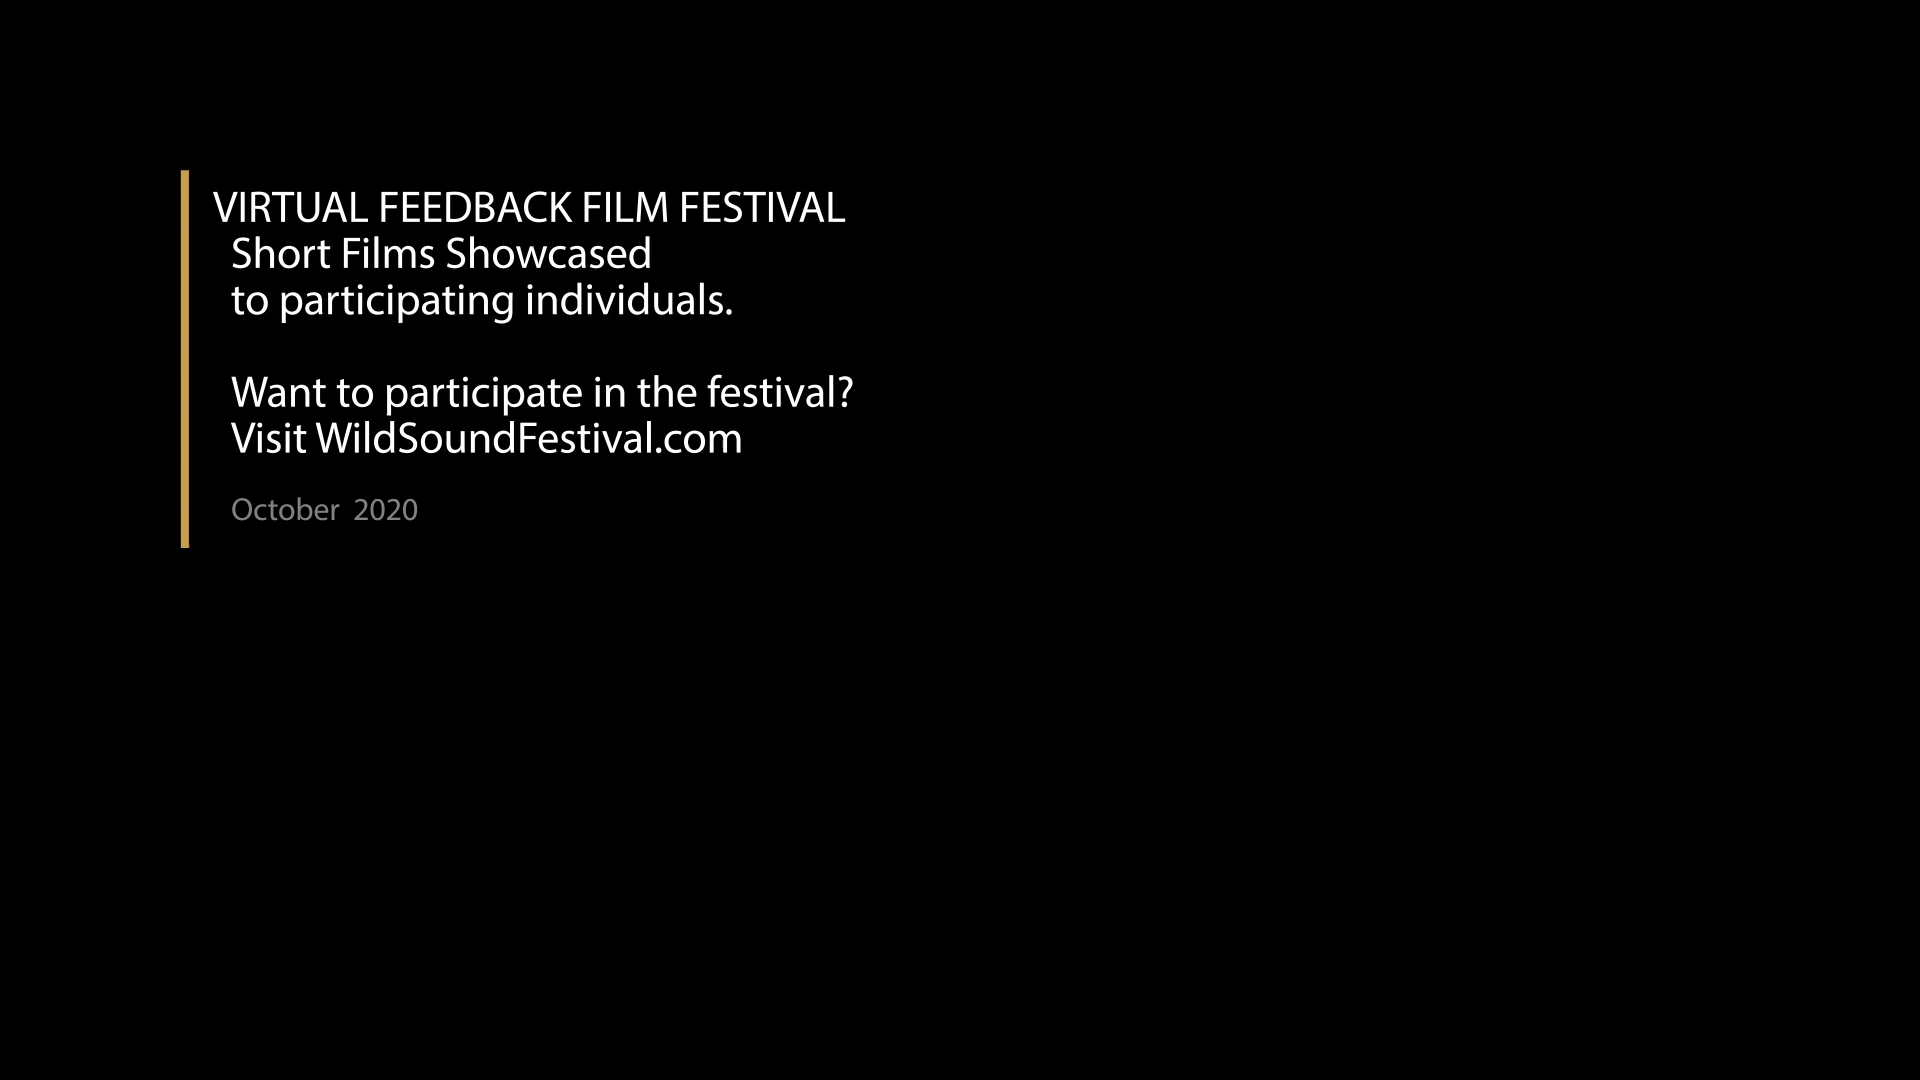 VIRTUAL FEEDBACK FILM FESTIVAL
Short Films Showcased
to participating individuals.
Want to participate in the festival?
Visit WildSoundFestival.com
October 2020